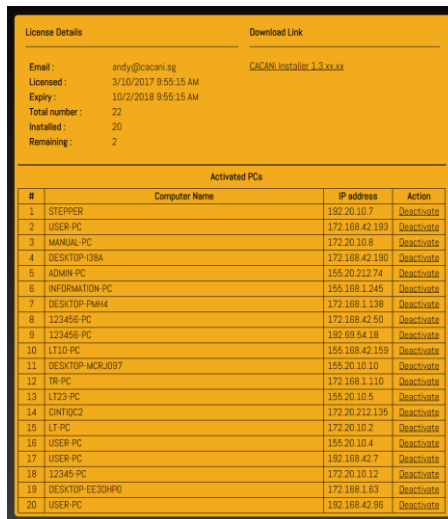 License Details Download Link
Email : andy@cacani.sg CACANi Installer 1.3.xx.xx
Licensed : 3/10/2017 9:55:15 AM
Expiry : 10/2/2018 9:55:15 AM
Total number : 22
Installed : 20
Remaining : 2
Activated PCs
# Computer Name IP address Action
1 STEPPER 192.20.10.7 Deactivate
2 USER-PC 172.168.42.193 Deactivate
3 MANUAL-PC 172.20.10.8 Deactivate
4 DESKTOP-I38A 172.168.42.190 Deactivate
5 ADMIN-PC 155.20.212.74 Deactivate
6 INFORMATION-PC 155.168.1.245 Deactivate
7 DESKTOP-PMH4 172.168.1.138 Deactivate
8 123456-PC 172.168.42.50 Deactivate
9 123456-PC 192.69.54.18 Deactivate
10 LT10-PC 155.168.42.159 Deactivate
11 DESKTOP-MCRJ097 155.20.10.10 Deactivate
12 TR-PC 172.168.1.110 Deactivate
13 LT23-PC 155.20.10.5 Deactivate
14 CINTIQC2 172.20.212.135 Deactivate
15 LT-PC 172.20.10.2 Deactivate
16 USER-PC 155.20.10.4 Deactivate
17 USER-PC 192.168.42.7 Deactivate
18 12345-PC 172.20.10.12 Deactivate
19 DESKTOP-EE3DHP0 172.168.1.63 Deactivate
20 USER-PC 192.168.42.96 Deactivate